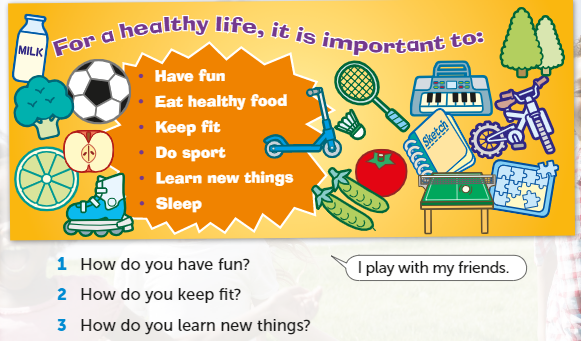 For a healthy life, it is important to:
MILK
• Have fun
• Eat healthy food
• Keep fit
• Do sport
• Learn new things
• Sleep
Sketch
1 How do you have fun?
I play with my friends.
2 How do you keep fit?
3 How do you learn new things?